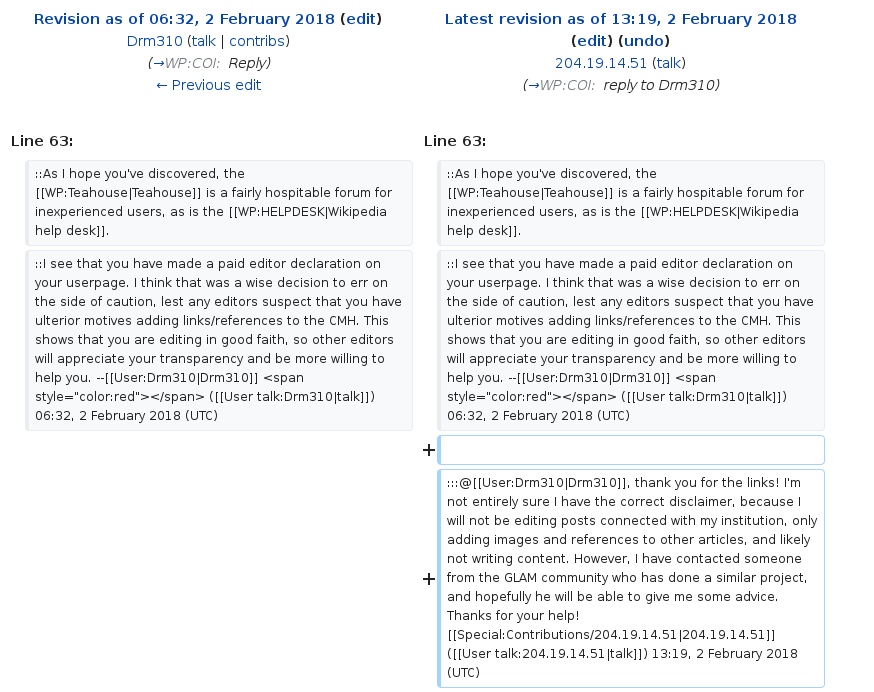 Revision as of 06:32, 2 February 2018 (edit)
Drm310 (talk | contribs)
(→WP:COI: Reply)
← Previous edit
Latest revision as of 13:19, 2 February 2018
(edit) (undo)
204.19.14.51 (talk)
(→WP:COI: reply to Drm310)
Line 63:
::As I hope you've discovered, the
[[WP:Teahouse|Teahouse]] is a fairly hospitable forum for
inexperienced users, as is the [[WP:HELPDESK|Wikipedia
help desk]].
::I see that you have made a paid editor declaration on
your userpage. I think that was a wise decision to err on
the side of caution, lest any editors suspect that you have
ulterior motives adding links/references to the CMH. This
shows that you are editing in good faith, so other editors
will appreciate your transparency and be more willing to
help you. --[[User:Drm310|Drm310]] <span
style="color:red"></span> ([[User talk:Drm310|talk]])
06:32, 2 February 2018 (UTC)
Line 63:
::As I hope you've discovered, the
[[WP:Teahouse|Teahouse]] is a fairly hospitable forum for
inexperienced users, as is the [[WP:HELPDESK|Wikipedia
help desk]].
::I see that you have made a paid editor declaration on
your userpage. I think that was a wise decision to err on
the side of caution, lest any editors suspect that you have
ulterior motives adding links/references to the CMH. This
shows that you are editing in good faith, so other editors
will appreciate your transparency and be more willing to
help you. --[[User:Drm310|Drm310]] <span
style="color:red"></span> ([[User talk:Drm310|talk]])
06:32, 2 February 2018 (UTC)
+
+
:::@[[User:Drm310|Drm310]], thank you for the links! I'm
not entirely sure I have the correct disclaimer, because I
will not be editing posts connected with my institution, only
adding images and references to other articles, and likely
not writing content. However, I have contacted someone
from the GLAM community who has done a similar project,
and hopefully he will be able to give me some advice.
Thanks for your help!
[[Special:Contributions/204.19.14.51|204.19.14.51]]
([[User talk:204.19.14.51|talk]]) 13:19, 2 February 2018
(UTC)